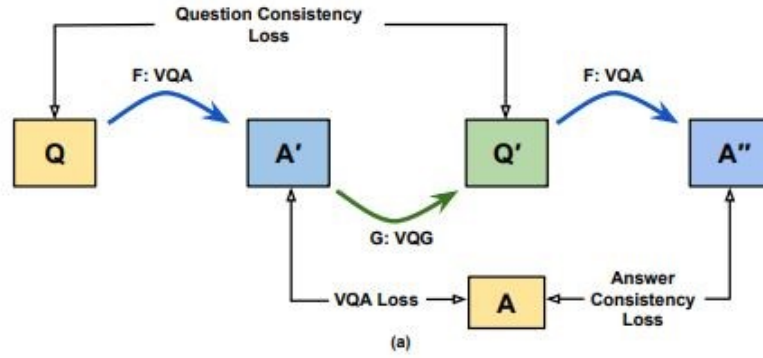 Question Consistency
Loss
F: VQA
F: VQA
Q
A′
Q′
A′′
G: VQG
VQA Loss
A
Answer
Consistency
Loss
(a)